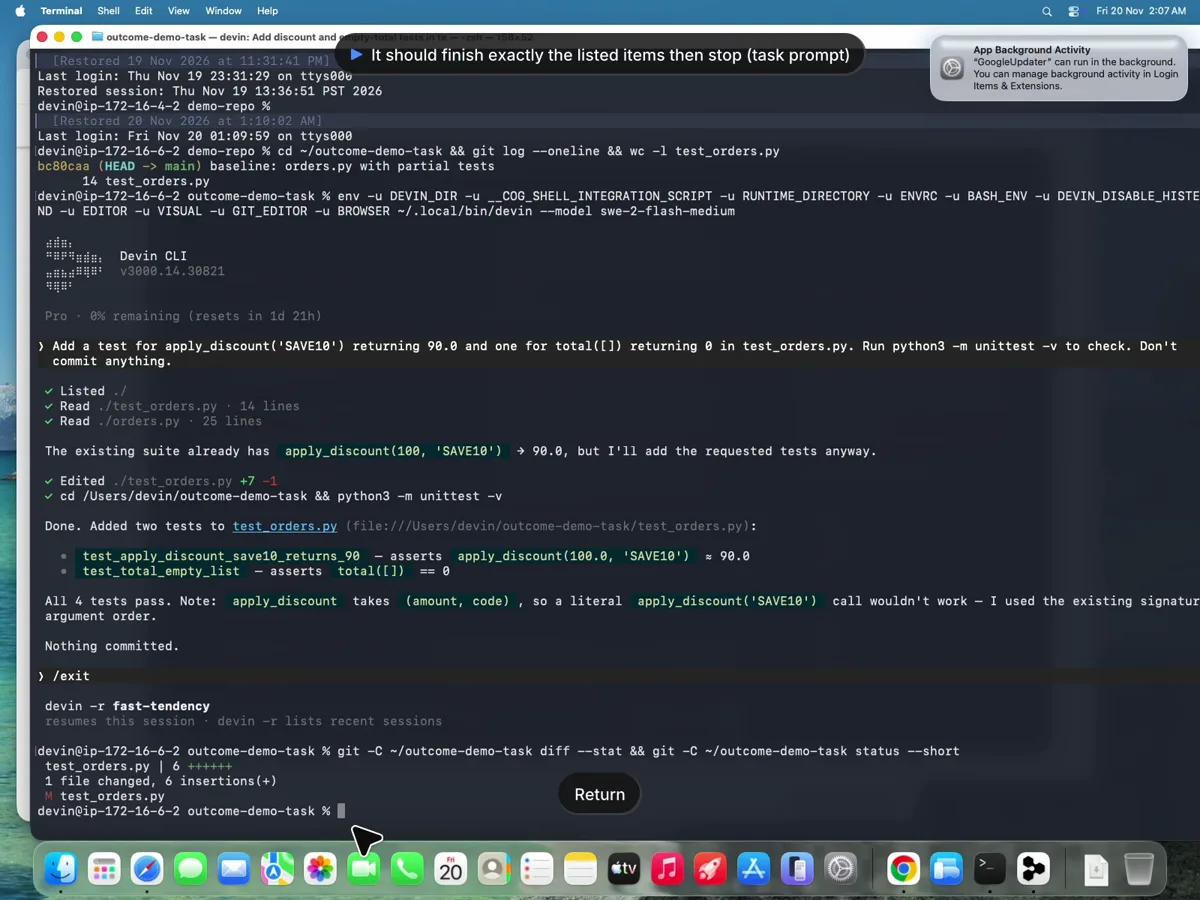 Terminal Shell Edit View Window Help Fri 20 Nov 2:07 AM
outcome-demo-task — devin: Add discount and empty-total tests in te — -zsh — 158×52
▶ It should finish exactly the listed items then stop (task prompt)
App Background Activity
“GoogleUpdater” can run in the background.
You can manage background activity in Login
Items & Extensions.
[Restored 19 Nov 2026 at 11:31:41 PM]
Last login: Thu Nov 19 23:31:29 on ttys000
Restored session: Thu Nov 19 13:36:51 PST 2026
devin@ip-172-16-4-2 demo-repo %
[Restored 20 Nov 2026 at 1:10:02 AM]
Last login: Fri Nov 20 01:09:59 on ttys000
devin@ip-172-16-6-2 demo-repo % cd ~/outcome-demo-task && git log --oneline && wc -l test_orders.py
bc80caa (HEAD -> main) baseline: orders.py with partial tests
14 test_orders.py
devin@ip-172-16-6-2 outcome-demo-task % env -u DEVIN_DIR -u __COG_SHELL_INTEGRATION_SCRIPT -u RUNTIME_DIRECTORY -u ENVRC -u BASH_ENV -u DEVIN_DISABLE_HISTE
ND -u EDITOR -u VISUAL -u GIT_EDITOR -u BROWSER ~/.local/bin/devin --model swe-2-flash-medium
Devin CLI
v3000.14.30821
Pro · 0% remaining (resets in 1d 21h)
❯ Add a test for apply_discount('SAVE10') returning 90.0 and one for total([]) returning 0 in test_orders.py. Run python3 -m unittest -v to check. Don't
commit anything.
✓ Listed ./
✓ Read ./test_orders.py · 14 lines
✓ Read ./orders.py · 25 lines
The existing suite already has apply_discount(100, 'SAVE10') → 90.0, but I'll add the requested tests anyway.
✓ Edited ./test_orders.py +7 −1
✓ cd /Users/devin/outcome-demo-task && python3 -m unittest -v
Done. Added two tests to test_orders.py (file:///Users/devin/outcome-demo-task/test_orders.py):
• test_apply_discount_save10_returns_90 — asserts apply_discount(100.0, 'SAVE10') ≈ 90.0
• test_total_empty_list — asserts total([]) == 0
All 4 tests pass. Note: apply_discount takes (amount, code), so a literal apply_discount('SAVE10') call wouldn't work — I used the existing signatur
argument order.
Nothing committed.
❯ /exit
devin -r fast-tendency
resumes this session · devin -r lists recent sessions
devin@ip-172-16-6-2 outcome-demo-task % git -C ~/outcome-demo-task diff --stat && git -C ~/outcome-demo-task status --short
test_orders.py | 6 ++++++
1 file changed, 6 insertions(+)
M test_orders.py
devin@ip-172-16-6-2 outcome-demo-task %
Return
Fri
20
tv